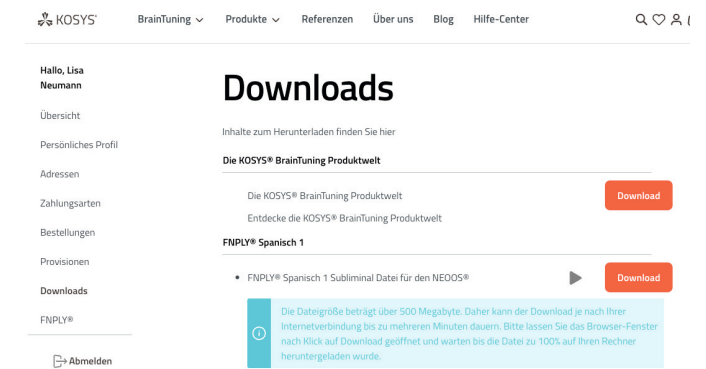 KOSYS®
BrainTuning Produkte Referenzen Über uns Blog Hilfe-Center
Hallo, Lisa
Neumann
Übersicht
Persönliches Profil
Adressen
Zahlungsarten
Bestellungen
Provisionen
Downloads
FNPLY®
Abmelden
Downloads
Inhalte zum Herunterladen finden Sie hier
Die KOSYS® BrainTuning Produktwelt
Die KOSYS® BrainTuning Produktwelt
Download
Entdecke die KOSYS® BrainTuning Produktwelt
FNPLY® Spanisch 1
• FNPLY® Spanisch 1 Subliminal Datei für den NEOOS®
Download
Die Dateigröße beträgt über 500 Megabyte. Daher kann der Download je nach Ihrer
Internetverbindung bis zu mehreren Minuten dauern. Bitte lassen Sie das Browser-Fenster
nach Klick auf Download geöffnet und warten bis die Datei zu 100% auf Ihren Rechner
heruntergeladen wurde.